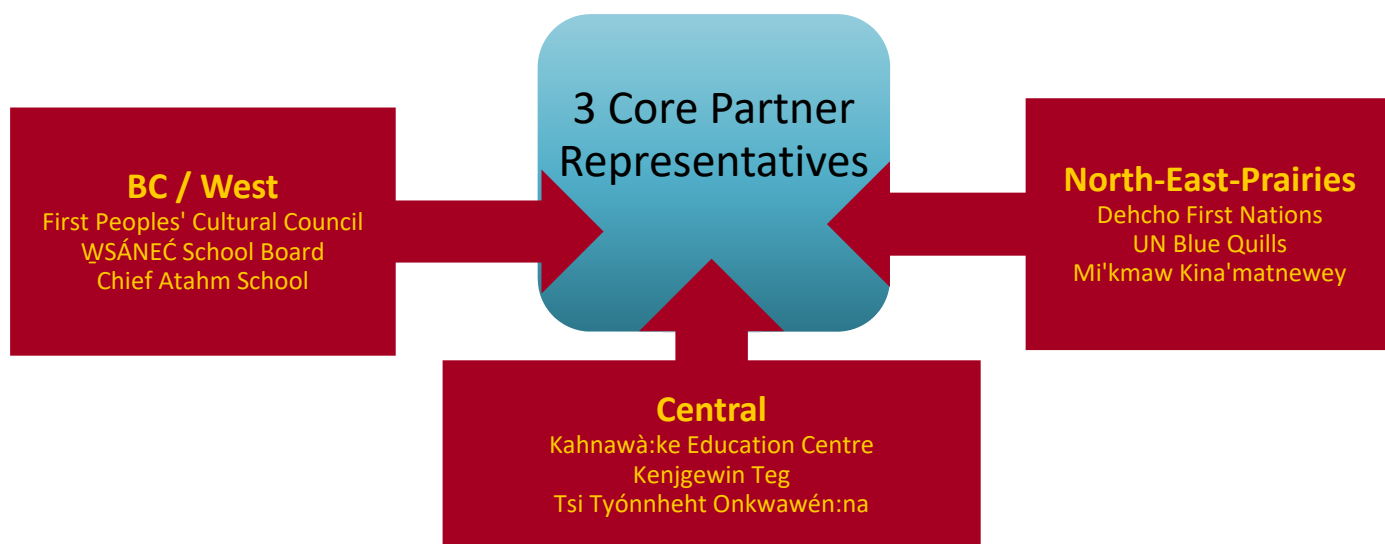 3 Core Partner
Representatives
BC / West
First Peoples' Cultural Council
W̱SÁNEĆ School Board
Chief Atahm School
North-East-Prairies
Dehcho First Nations
UN Blue Quills
Mi'kmaw Kina'matnewey
Central
Kahnawà:ke Education Centre
Kenjgewin Teg
Tsi Tyónnheht Onkwawén:na